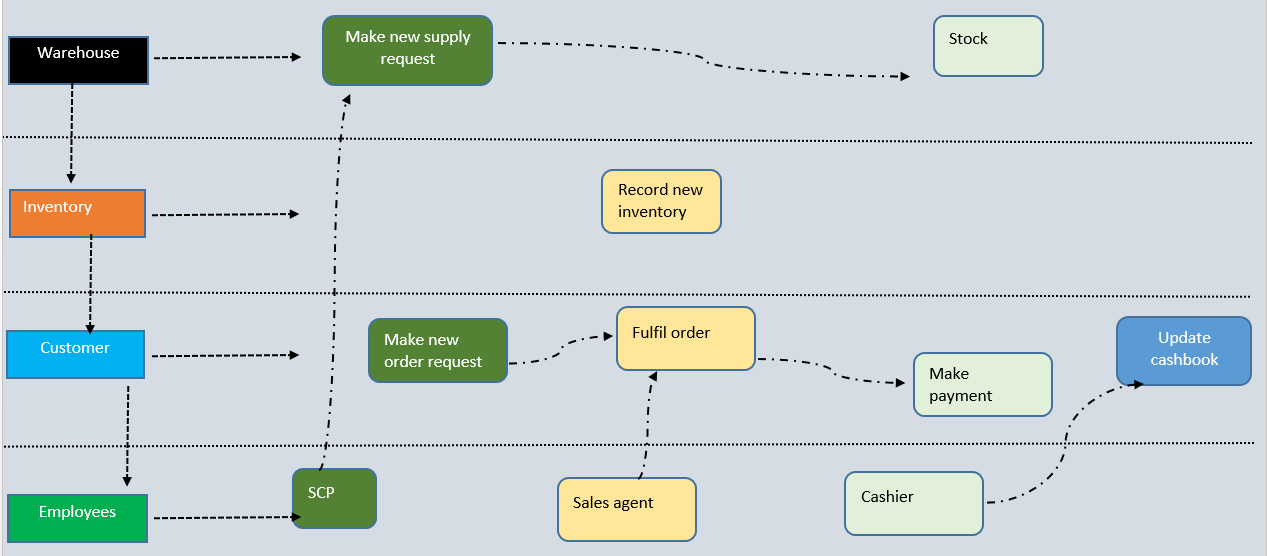 Warehouse
Make new supply
request
Stock
Inventory
Record new
inventory
Customer
Make new
order request
Fulfil order
Make
payment
Update
cashbook
Employees
SCP
Sales agent
Cashier